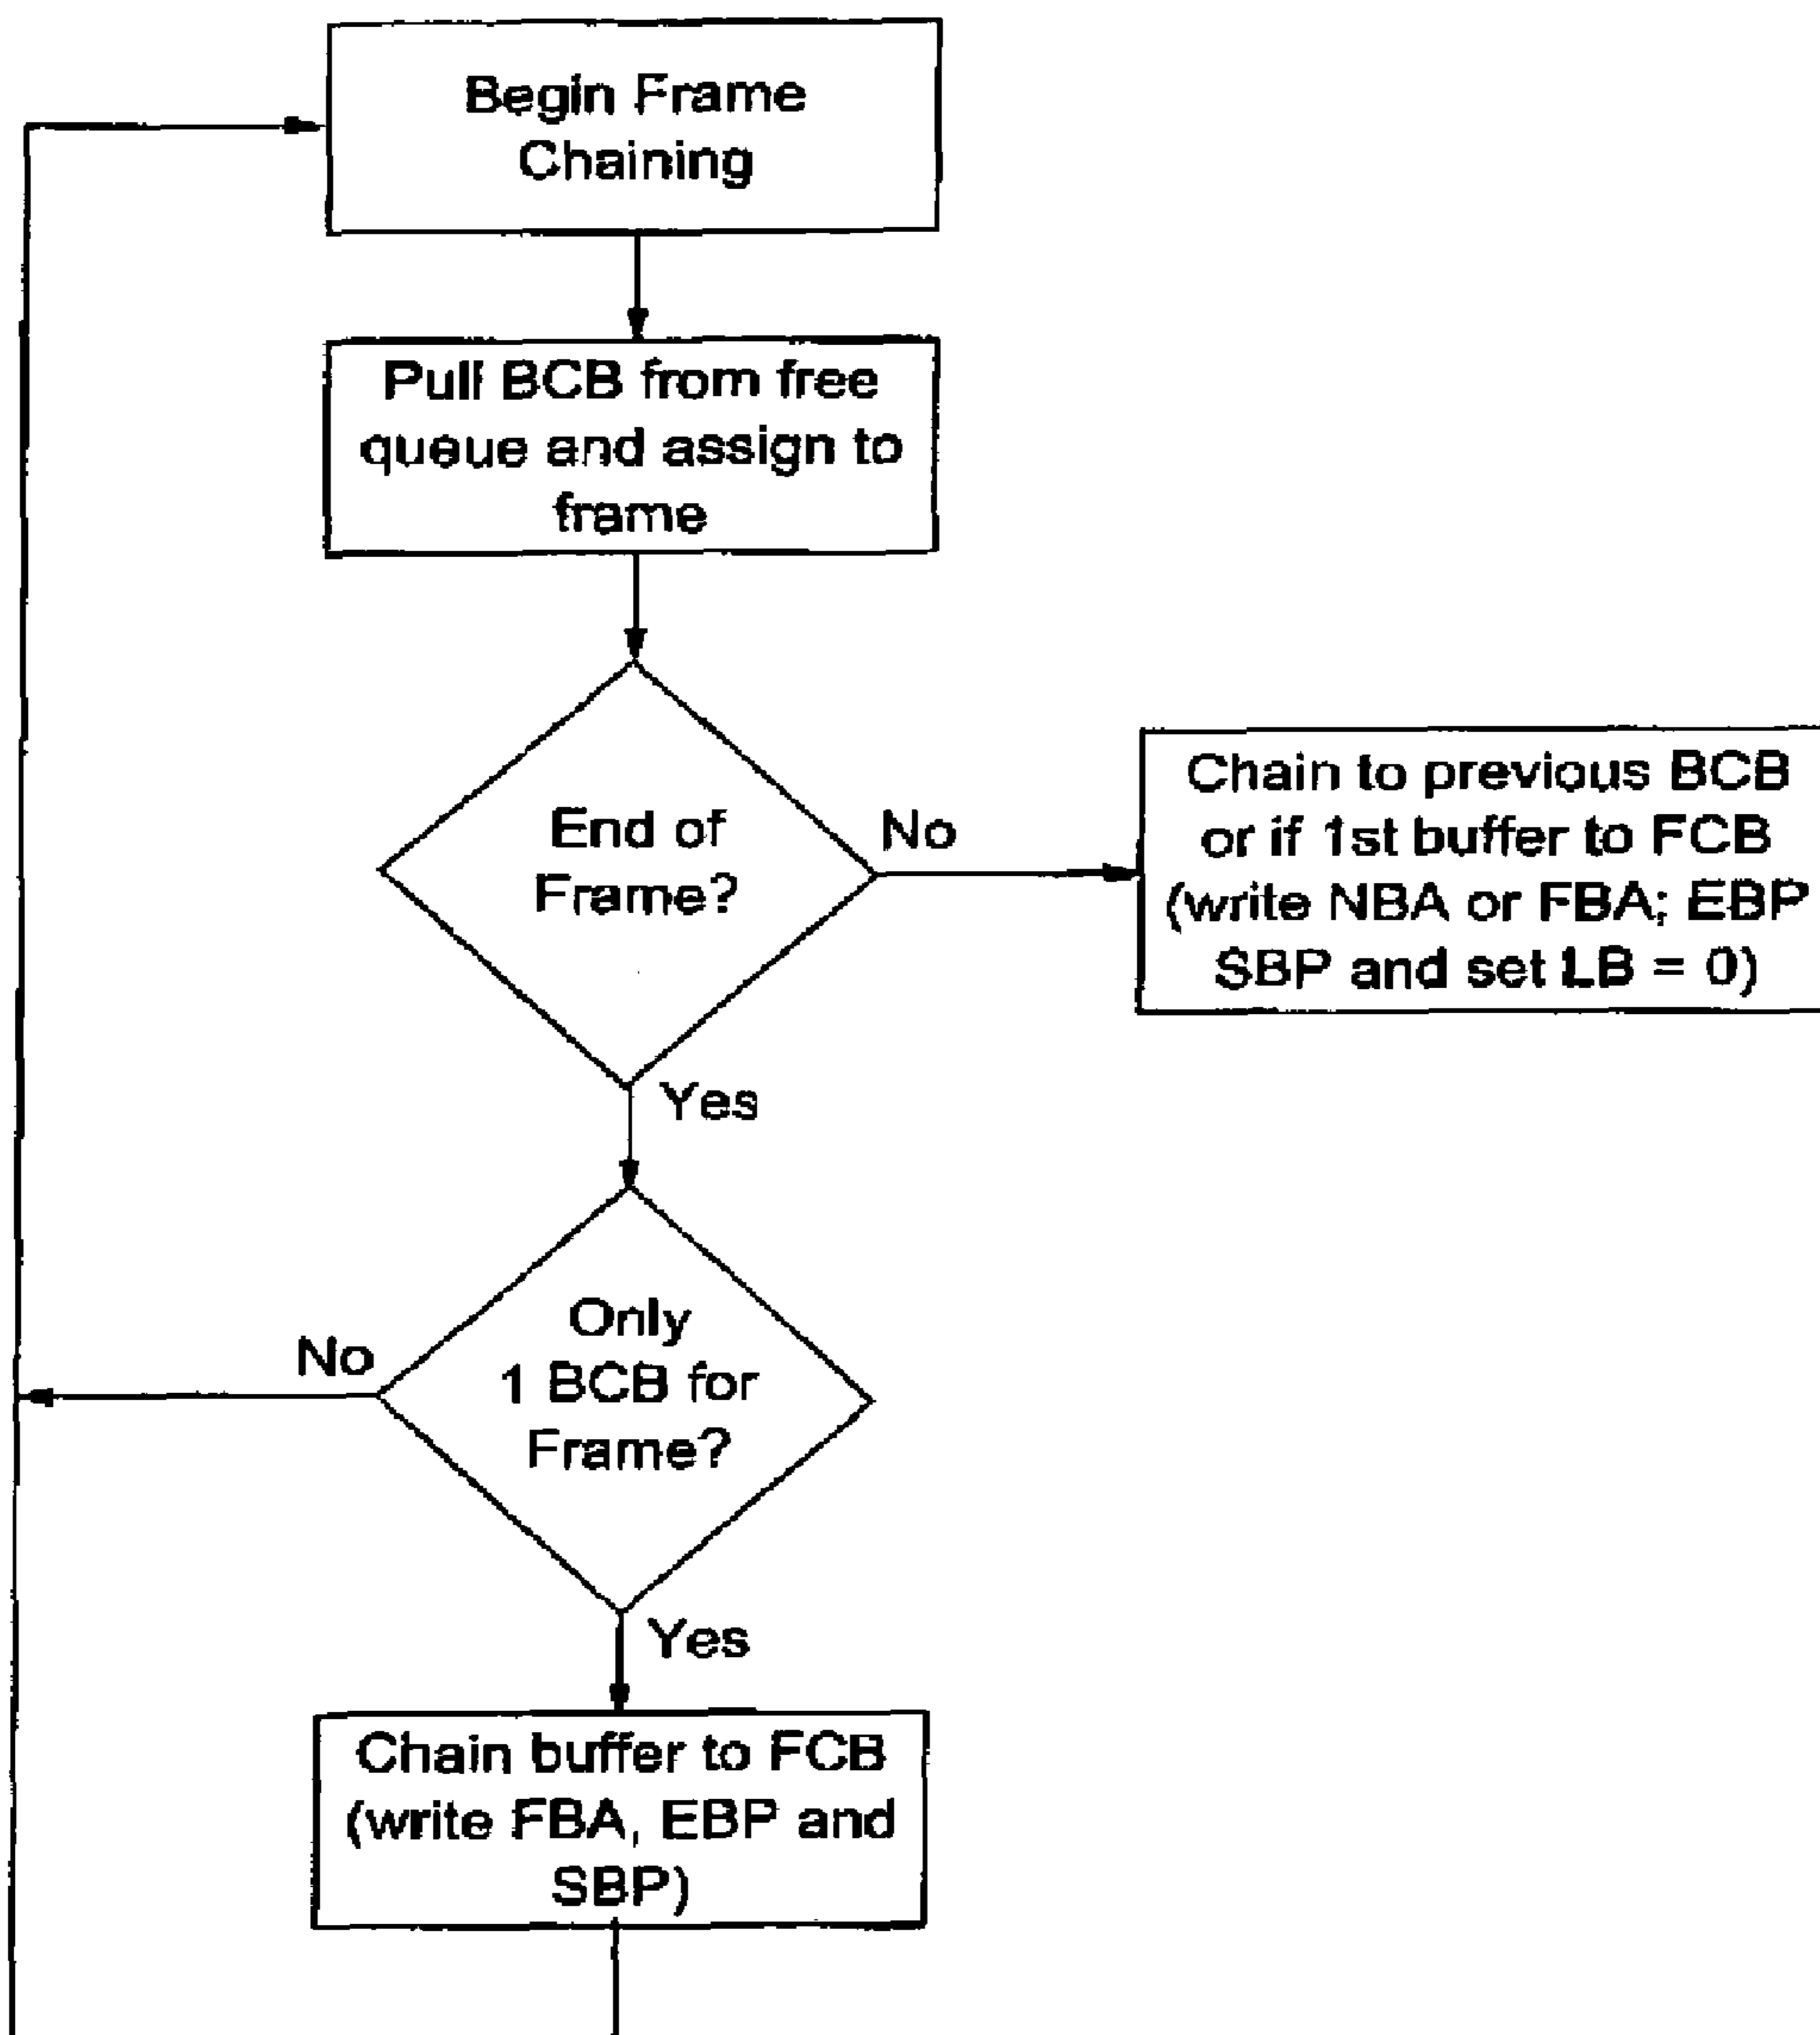 Begin Frame
Chaining
Pull BCB from free
queue and assign to
frame
End of
Frame?
No
Chain to previous BCB
or if 1st buffer to FCB
(write NBA or FBA; EBP
SBP and set LB = 0)
Yes
Only
1 BCB for
Frame?
No
Yes
Chain buffer to FCB
(write FBA, EBP and
SBP)